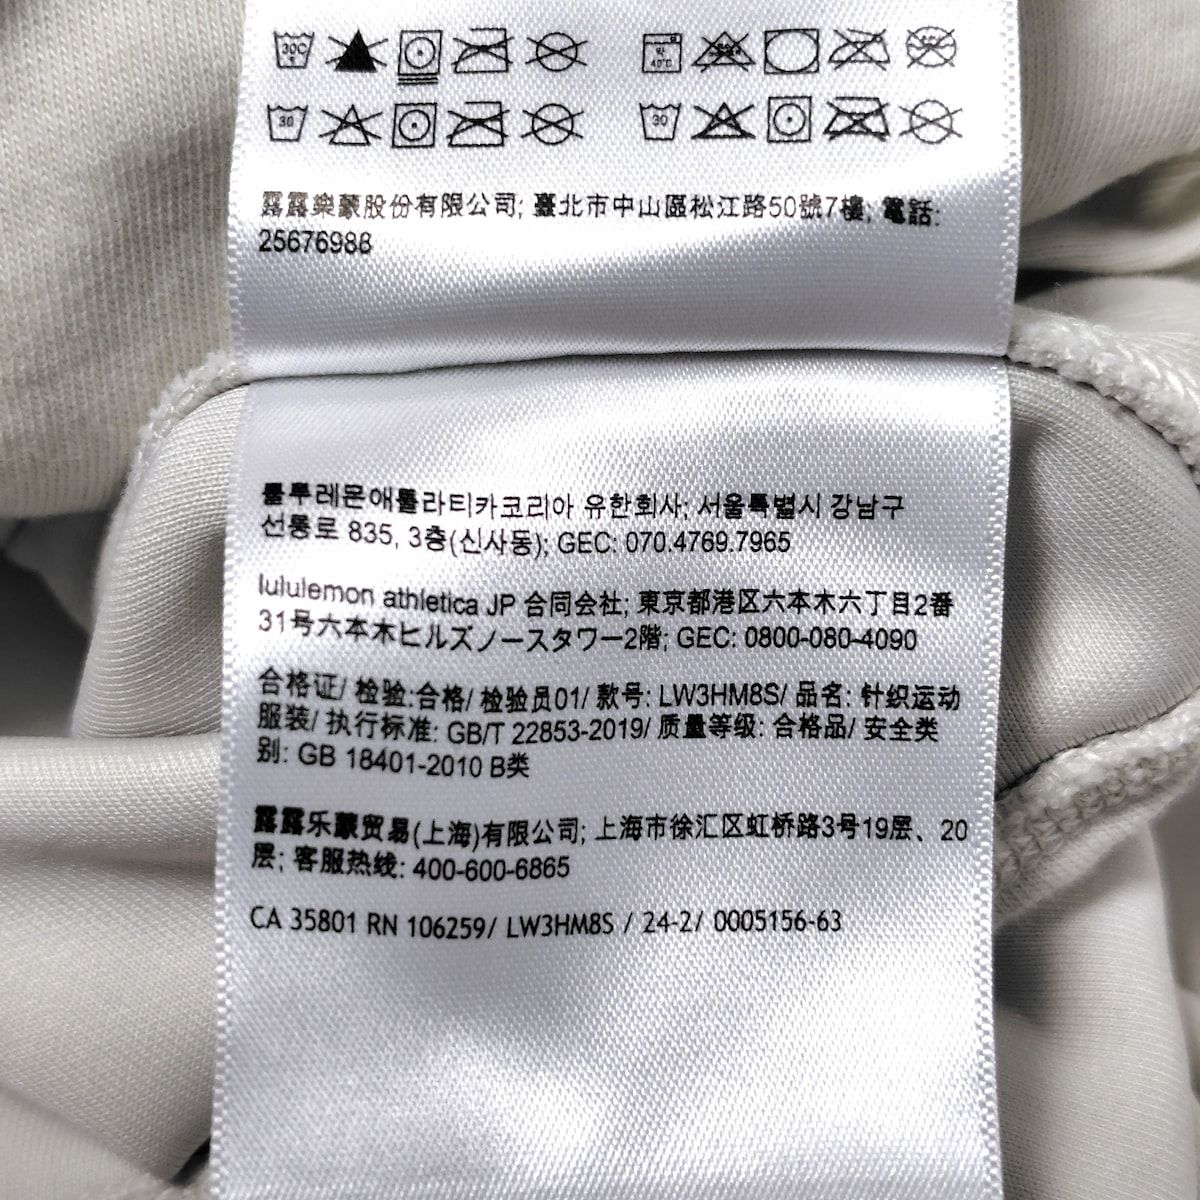 30C
약 40℃
30
30
露露樂蒙股份有限公司; 臺北市中山區松江路50號7樓; 電話:
25676988
룰루레몬애틀라티카코리아 유한회사; 서울특별시 강남구
선릉로 835, 3층(신사동); GEC: 070.4769.7965
lululemon athletica JP 合同会社; 東京都港区六本木六丁目2番
31号六本木ヒルズノースタワー2階; GEC: 0800-080-4090
合格证/ 检验:合格/ 检验员01/ 款号: LW3HM8S/ 品名: 针织运动
服装/ 执行标准: GB/T 22853-2019/ 质量等级: 合格品/ 安全类
别: GB 18401-2010 B类
露露乐蒙贸易(上海)有限公司; 上海市徐汇区虹桥路3号19层、20
层; 客服热线: 400-600-6865
CA 35801 RN 106259/ LW3HM8S / 24-2/ 0005156-63